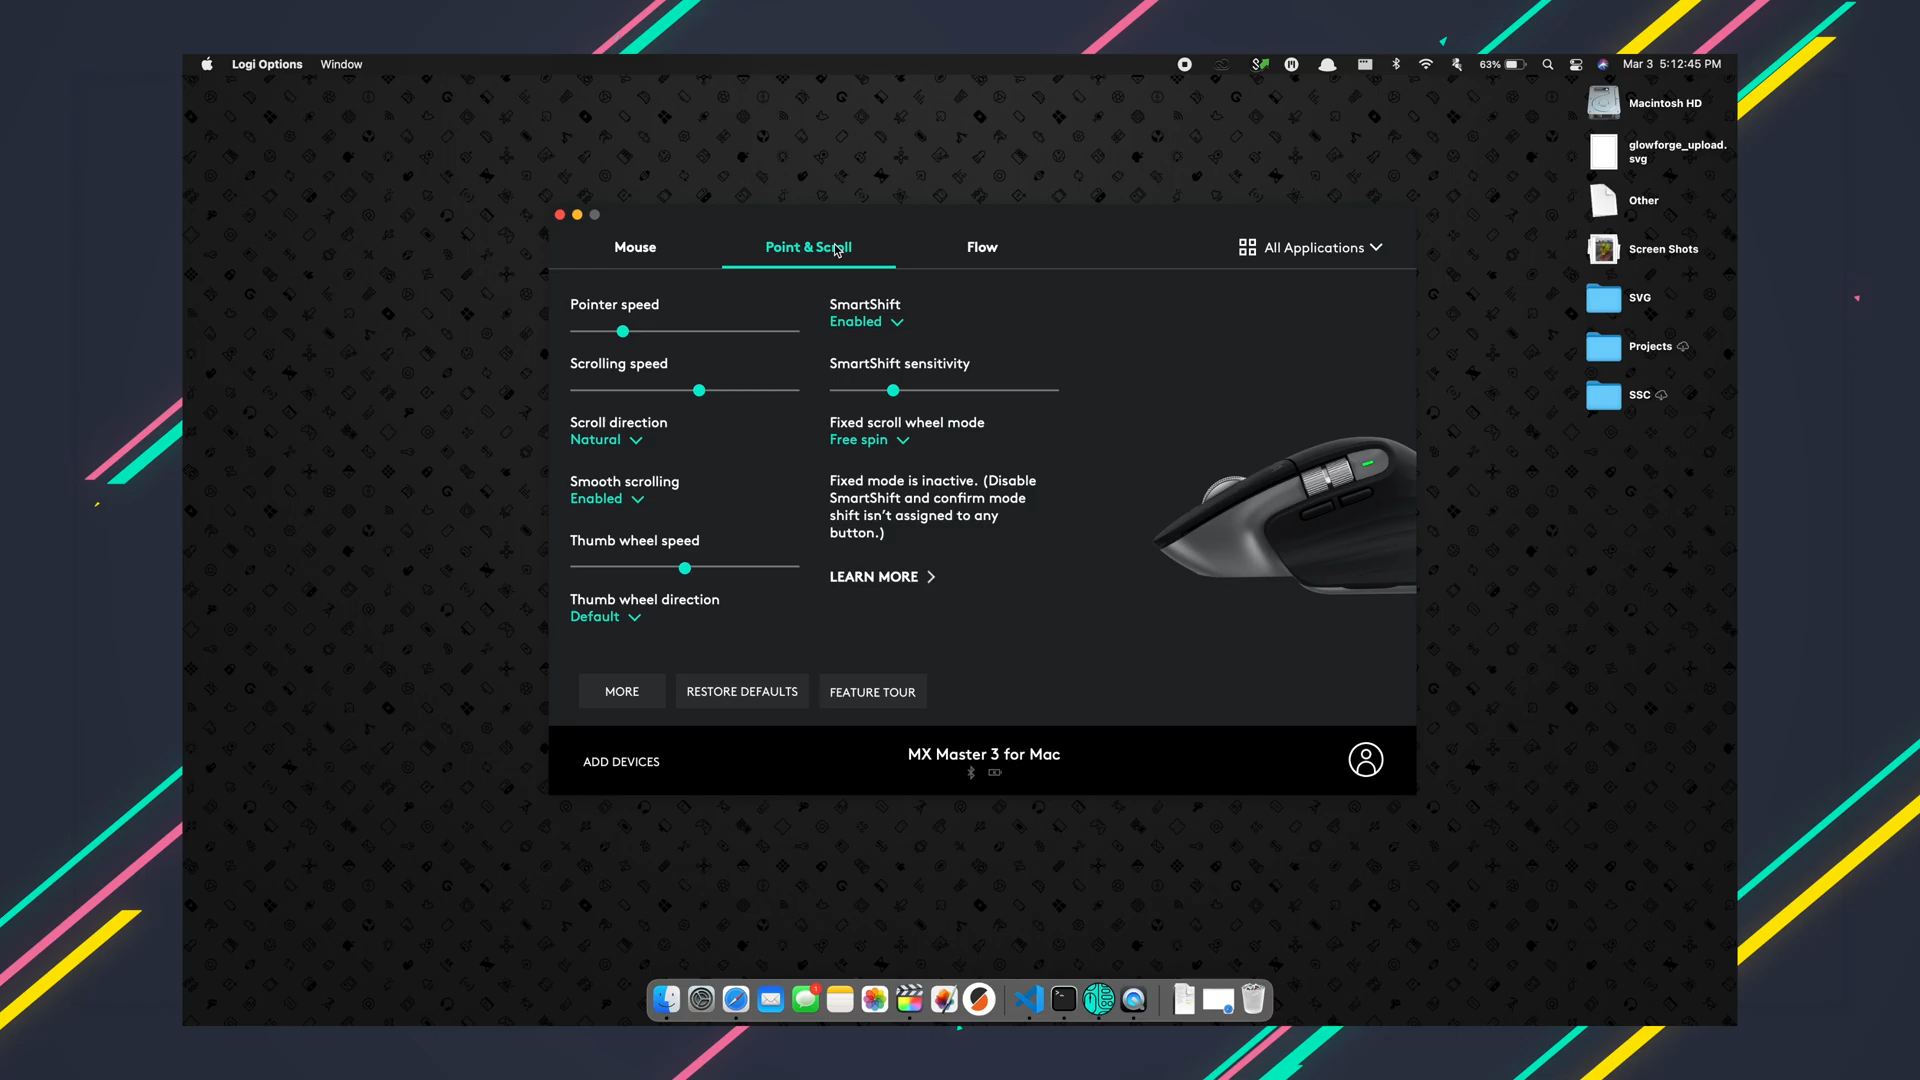 Logi Options Window 63% Mar 3 5:12:45 PM
Macintosh HD
glowforge_upload.
svg
Other
Screen Shots
SVG
Projects
SSC
Mouse Point & Scroll Flow All Applications
Pointer speed
Scrolling speed
Scroll direction
Natural
Smooth scrolling
Enabled
Thumb wheel speed
Thumb wheel direction
Default
SmartShift
Enabled
SmartShift sensitivity
Fixed scroll wheel mode
Free spin
Fixed mode is inactive. (Disable
SmartShift and confirm mode
shift isn’t assigned to any
button.)
LEARN MORE
MORE RESTORE DEFAULTS FEATURE TOUR
ADD DEVICES
MX Master 3 for Mac
1